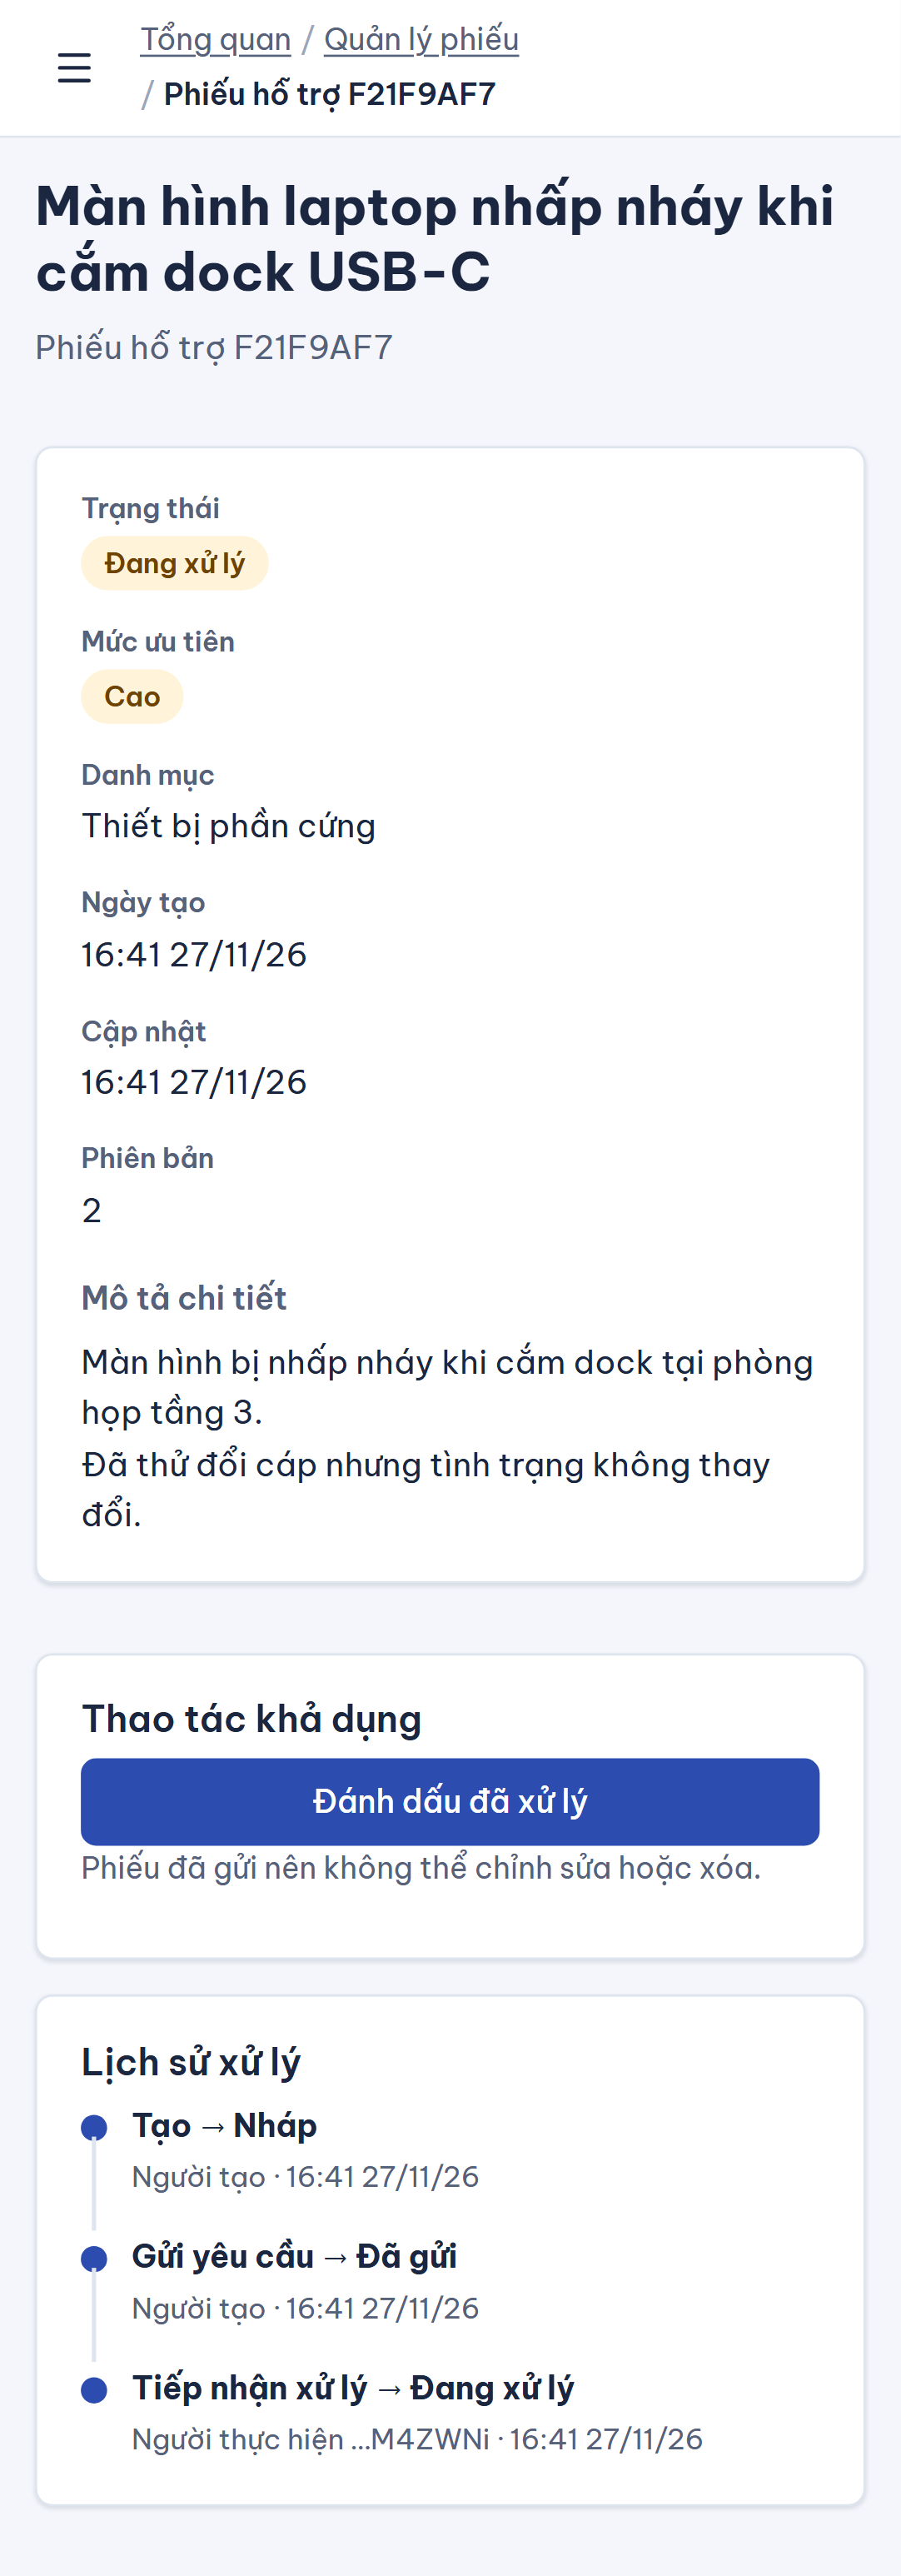 Tổng quan / Quản lý phiếu
/ Phiếu hỗ trợ F21F9AF7
Màn hình laptop nhấp nháy khi
cắm dock USB-C
Phiếu hỗ trợ F21F9AF7
Trạng thái
Đang xử lý
Mức ưu tiên
Cao
Danh mục
Thiết bị phần cứng
Ngày tạo
16:41 27/11/26
Cập nhật
16:41 27/11/26
Phiên bản
2
Mô tả chi tiết
Màn hình bị nhấp nháy khi cắm dock tại phòng
họp tầng 3.
Đã thử đổi cáp nhưng tình trạng không thay
đổi.
Thao tác khả dụng
Đánh dấu đã xử lý
Phiếu đã gửi nên không thể chỉnh sửa hoặc xóa.
Lịch sử xử lý
Tạo → Nháp
Người tạo · 16:41 27/11/26
Gửi yêu cầu → Đã gửi
Người tạo · 16:41 27/11/26
Tiếp nhận xử lý → Đang xử lý
Người thực hiện …M4ZWNi · 16:41 27/11/26